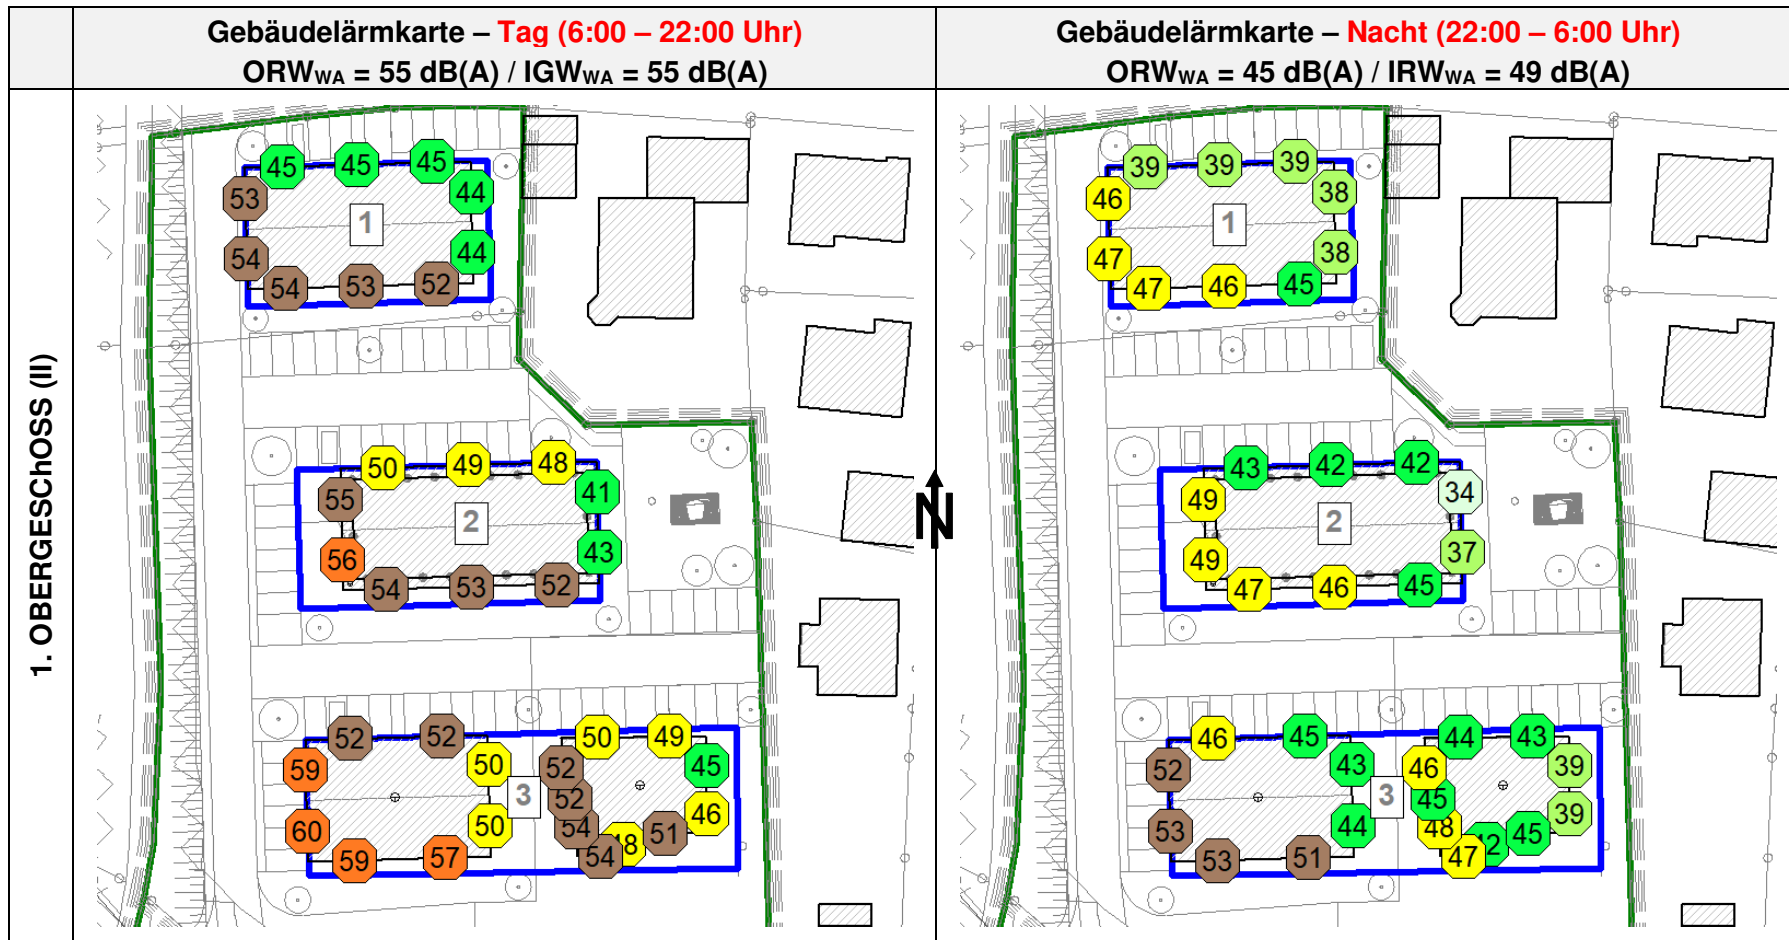 Gebäudelärmkarte – Tag (6:00 – 22:00 Uhr)
ORWWA = 55 dB(A) / IGWWA = 55 dB(A)
Gebäudelärmkarte – Nacht (22:00 – 6:00 Uhr)
ORWWA = 45 dB(A) / IRWWA = 49 dB(A)
1. OBERGESChOSS (II)
45 45 45
53 44
1
54 44
54 53 52
50 49 48
55 41
2
56 43
54 53 52
52 52 50 49
59 50 52 45
3
52
60 50 54 51 46
59 57 54 48
N
39 39 39
46 38
1
47 38
47 46 45
43 42 42
49 34
2
49 37
47 46 45
46 45 44 43
52 43 46 39
3
45
53 44 48 45 39
53 51 47